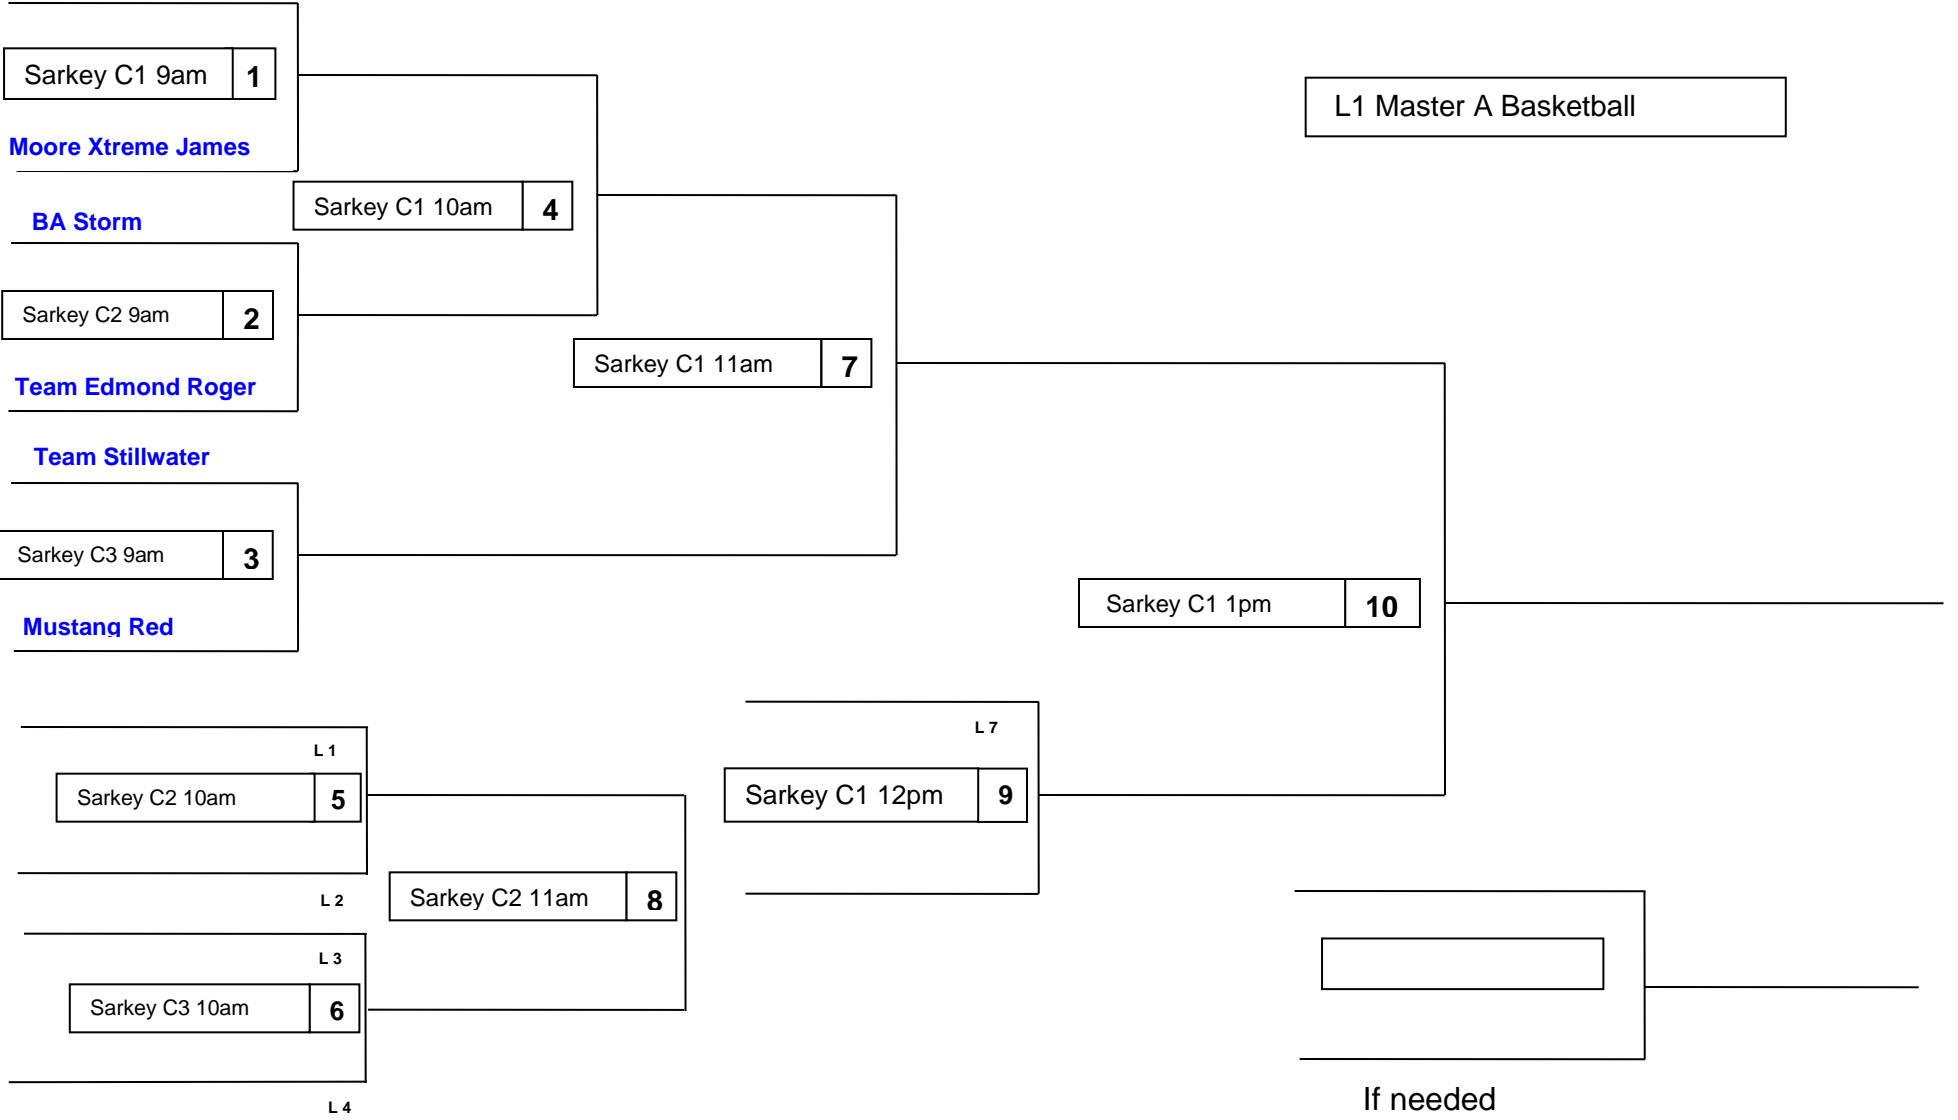 Sarkey C1 9am 1
L1 Master A Basketball
Moore Xtreme James
Sarkey C1 10am 4
BA Storm
Sarkey C2 9am 2
Sarkey C1 11am 7
Team Edmond Roger
Team Stillwater
Sarkey C3 9am 3
Sarkey C1 1pm 10
Mustang Red
L 7
L 1
Sarkey C2 10am 5
Sarkey C1 12pm 9
L 2
Sarkey C2 11am 8
L 3
Sarkey C3 10am 6
If needed
L 4